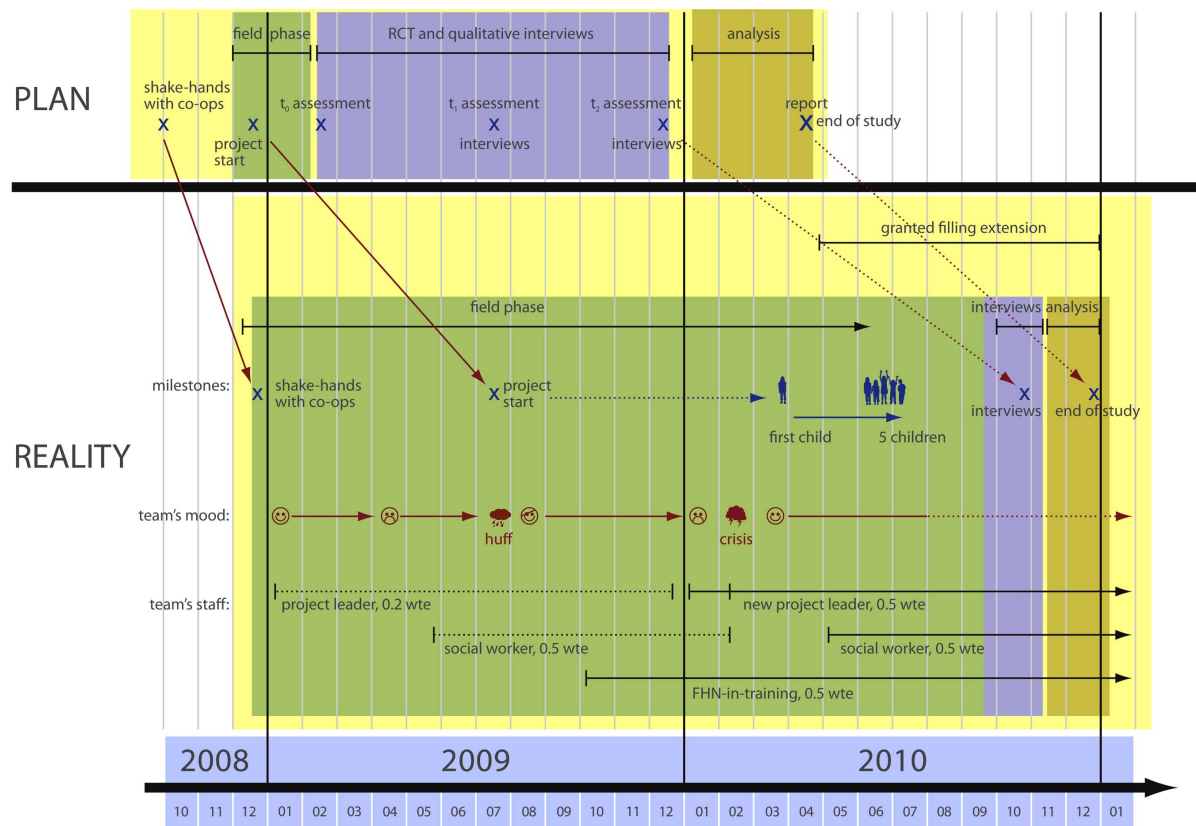 field phase
RCT and qualitative interviews
analysis
PLAN
shake-hands
with co-ops
x
project
start
x
t₀ assessment
x
t₁ assessment
x
interviews
t₂ assessment
x
interviews
report
x
end of study
granted filling extension
field phase
interviews
analysis
milestones:
x
shake-hands
with co-ops
x
project
start
first child
5 children
x
interviews
x
end of study
REALITY
team's mood:
huff
crisis
team's staff:
project leader, 0.2 wte
new project leader, 0.5 wte
social worker, 0.5 wte
social worker, 0.5 wte
FHN-in-training, 0.5 wte
2008
2009
2010
10 11 12 01 02 03 04 05 06 07 08 09 10 11 12 01 02 03 04 05 06 07 08 09 10 11 12 01